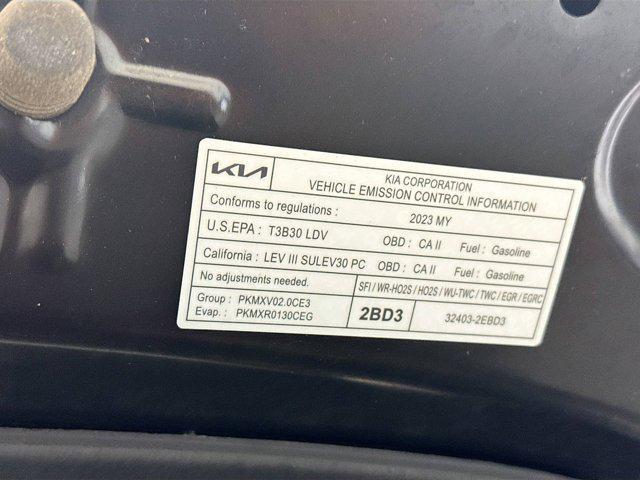 KIA
KIA CORPORATION
VEHICLE EMISSION CONTROL INFORMATION
Conforms to regulations : 2023 MY
U.S.EPA : T3B30 LDV OBD : CA II Fuel : Gasoline
California : LEV III SULEV30 PC OBD : CA II Fuel : Gasoline
No adjustments needed. SFI / WR-HO2S / HO2S / WU-TWC / TWC / EGR / EGRC
Group : PKMXV02.0CE3
Evap. : PKMXR0130CEG
2BD3 32403-2EBD3